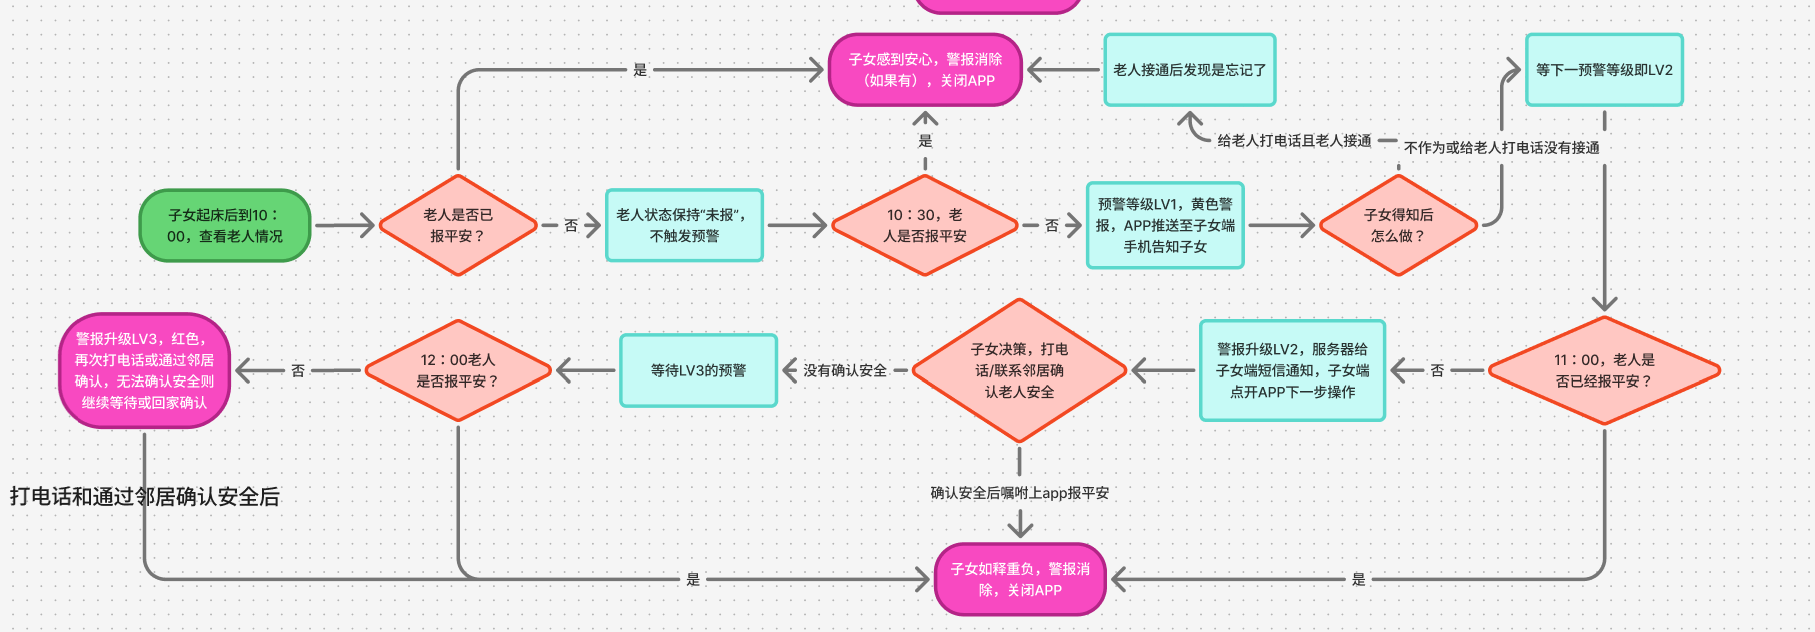 子女感到安心，警报消除
（如果有），关闭APP
老人接通后发现是忘记了
等下一预警等级即LV2
是
是
给老人打电话且老人接通
不作为或给老人打电话没有接通
子女起床后到10：
00，查看老人情况
老人是否已
报平安？
否
老人状态保持“未报”，
不触发预警
10：30，老
人是否报平安
否
预警等级LV1，黄色警
报，APP推送至子女端
手机告知子女
子女得知后
怎么做？
警报升级LV3，红色，
再次打电话或通过邻居
确认，无法确认安全则
继续等待或回家确认
否
12：00老人
是否报平安？
等待LV3的预警
没有确认安全
子女决策，打电
话/联系邻居确
认老人安全
警报升级LV2，服务器给
子女端短信通知，子女端
点开APP下一步操作
否
11：00，老人是
否已经报平安？
打电话和通过邻居确认安全后
确认安全后嘱咐上app报平安
是
子女如释重负，警报消
除，关闭APP
是